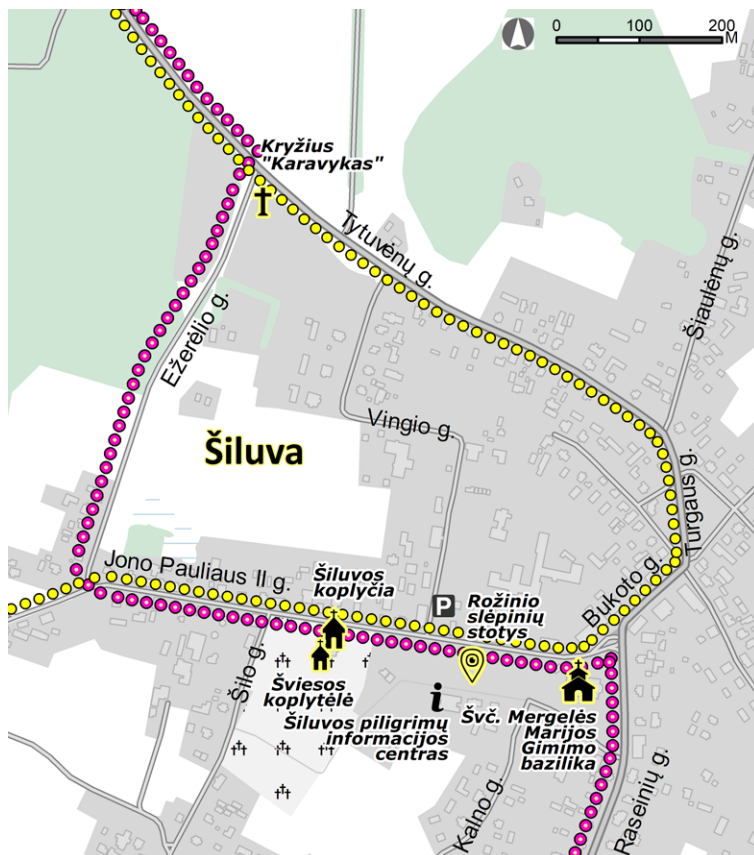 0 100 200
M
Kryžius
"Karavykas"
Tytuvėnų g.
Šiaulėnų g.
Ežerėlio g.
Vingio g.
Šiluva
Turgaus g.
Jono Pauliaus II g.
Šiluvos
koplyčia
P
Rožinio
slėpinių
stotys
Bukoto g.
Šilo g.
Šviesos
koplytėlė
i
Šiluvos piligrimų
informacijos
centras
Švč. Mergelės
Marijos
Gimimo
bazilika
Kalno g.
Raseinių g.